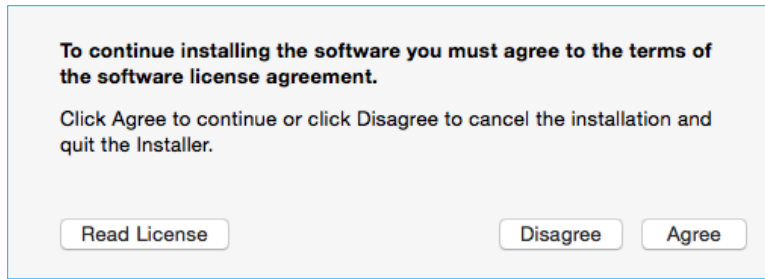 To continue installing the software you must agree to the terms of
the software license agreement.
Click Agree to continue or click Disagree to cancel the installation and
quit the Installer.
Read License
Disagree
Agree